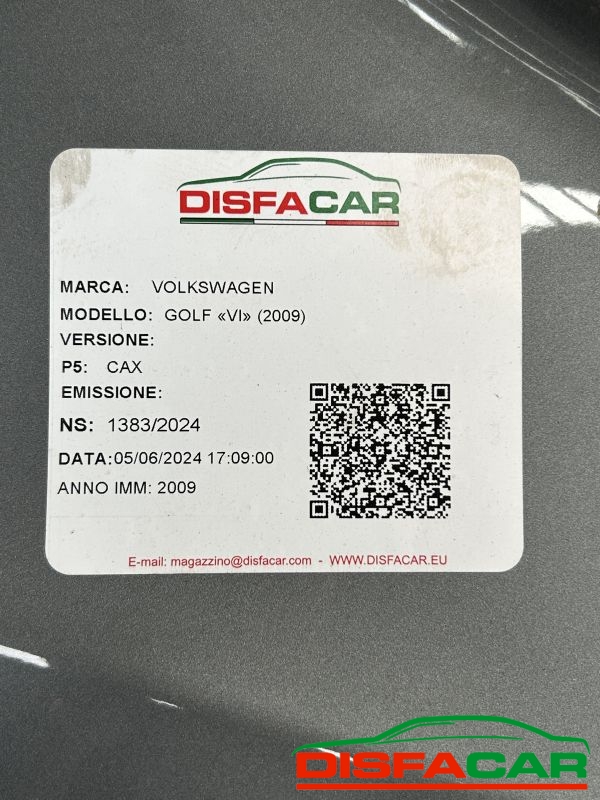 DISFACAR
MARCA: VOLKSWAGEN
MODELLO: GOLF «VI» (2009)
VERSIONE:
P5: CAX
EMISSIONE:
NS: 1383/2024
DATA:05/06/2024 17:09:00
ANNO IMM: 2009
E-mail: magazzino@disfacar.com - WWW.DISFACAR.EU
DISFACAR